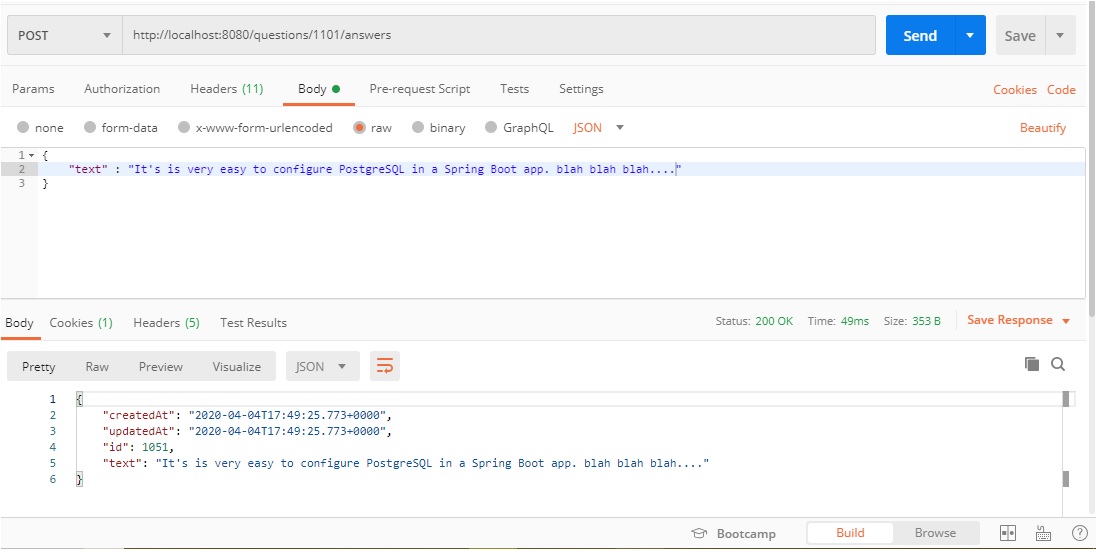 POST http://localhost:8080/questions/1101/answers Send Save
Params Authorization Headers (11) Body Pre-request Script Tests Settings Cookies Code
none form-data x-www-form-urlencoded raw binary GraphQL JSON Beautify
1 {
2 "text" : "It's is very easy to configure PostgreSQL in a Spring Boot app. blah blah blah...."
3 }
Body Cookies (1) Headers (5) Test Results Status: 200 OK Time: 49ms Size: 353 B Save Response
Pretty Raw Preview Visualize JSON
1 {
2 "createdAt": "2020-04-04T17:49:25.773+0000",
3 "updatedAt": "2020-04-04T17:49:25.773+0000",
4 "id": 1051,
5 "text": "It's is very easy to configure PostgreSQL in a Spring Boot app. blah blah blah...."
6 }
Bootcamp Build Browse ?